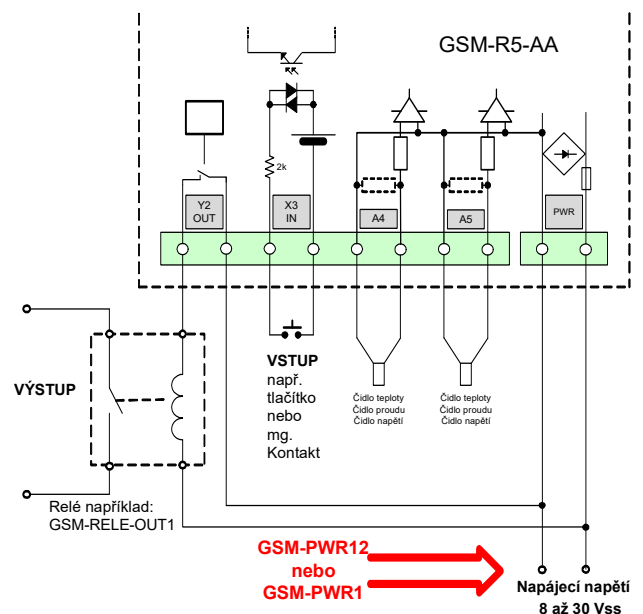 GSM-R5-AA
2k
Y2
OUT
X3
IN
A4
A5
PWR
VSTUP
např.
tlačítko
nebo
mg.
Kontakt
Čidlo teploty
Čidlo proudu
Čidlo napětí
Čidlo teploty
Čidlo proudu
Čidlo napětí
VÝSTUP
Relé například:
GSM-RELE-OUT1
GSM-PWR12
nebo
GSM-PWR1
Napájecí napětí
8 až 30 Vss